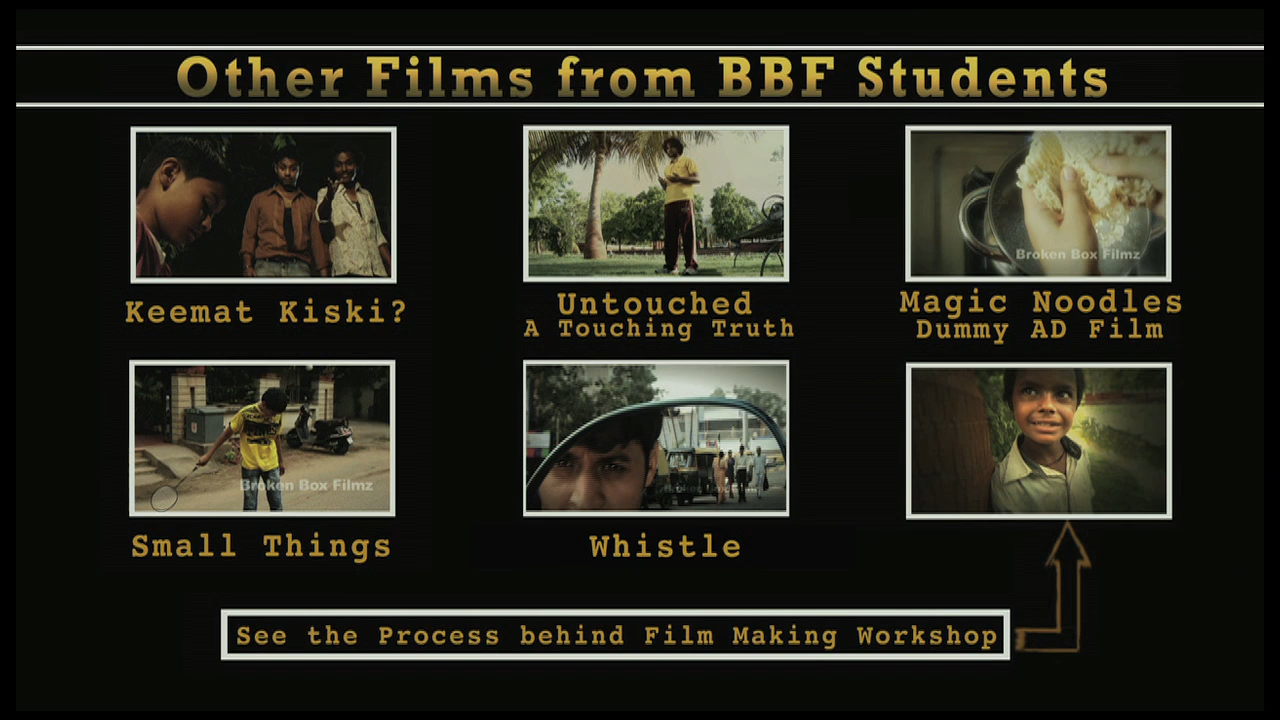 Other Films from BBF Students
Broken Box Filmz
Keemat Kiski?
Untouched
A Touching Truth
Magic Noodles
Dummy AD Film
Broken Box Filmz
Small Things
Whistle
See the Process behind Film Making Workshop